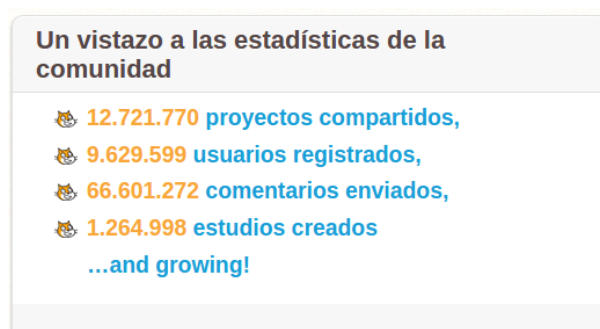 Un vistazo a las estadísticas de la
comunidad
12.721.770 proyectos compartidos,
9.629.599 usuarios registrados,
66.601.272 comentarios enviados,
1.264.998 estudios creados
...and growing!